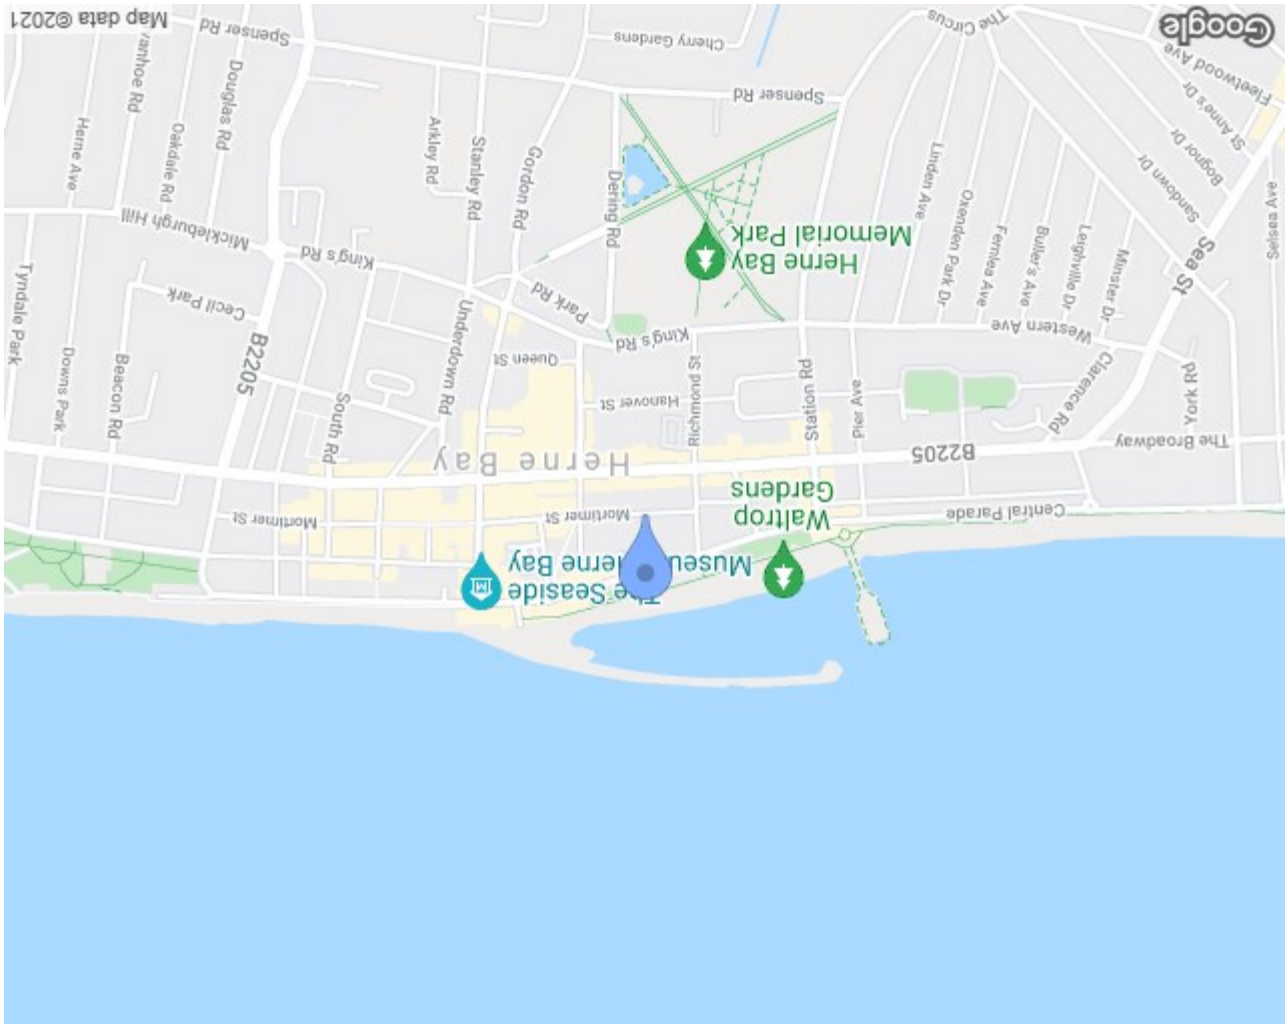 The Seaside
Museum Herne Bay
Central Parade
Waltrop
Gardens
Mortimer St
Mortimer St
The Broadway
B2205
Herne Bay
York Rd
Clarence Rd
Pier Ave
Station Rd
Richmond St
Hanover St
South Rd
Beacon Rd
Downs Park
Western Ave
King's Rd
Queen St
Underdown Rd
B2205
Tyndale Park
Sea St
Minster Dr
Leighville Dr
Buller's Ave
Fernlea Ave
Oxenden Park Dr
Linden Ave
Park Rd
Cecil Park
Herne Bay
Memorial Park
Dering Rd
King's Rd
Mickleburgh Hill
Salisea Ave
Sandown Dr
Bognor Dr
St Anne's Dr
Gordon Rd
Stanley Rd
Arkley Rd
Oakdale Rd
Herne Ave
Fleetwood Ave
Spenser Rd
Douglas Rd
vanhoe Rd
The Circus
Cherry Gardens
Spenser Rd
Google
Map data ©2021